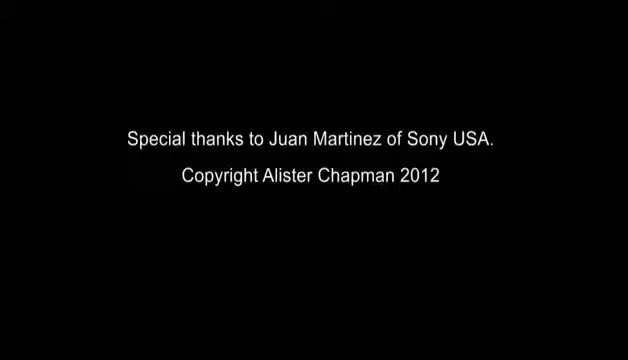 Special thanks to Juan Martinez of Sony USA.
Copyright Alister Chapman 2012